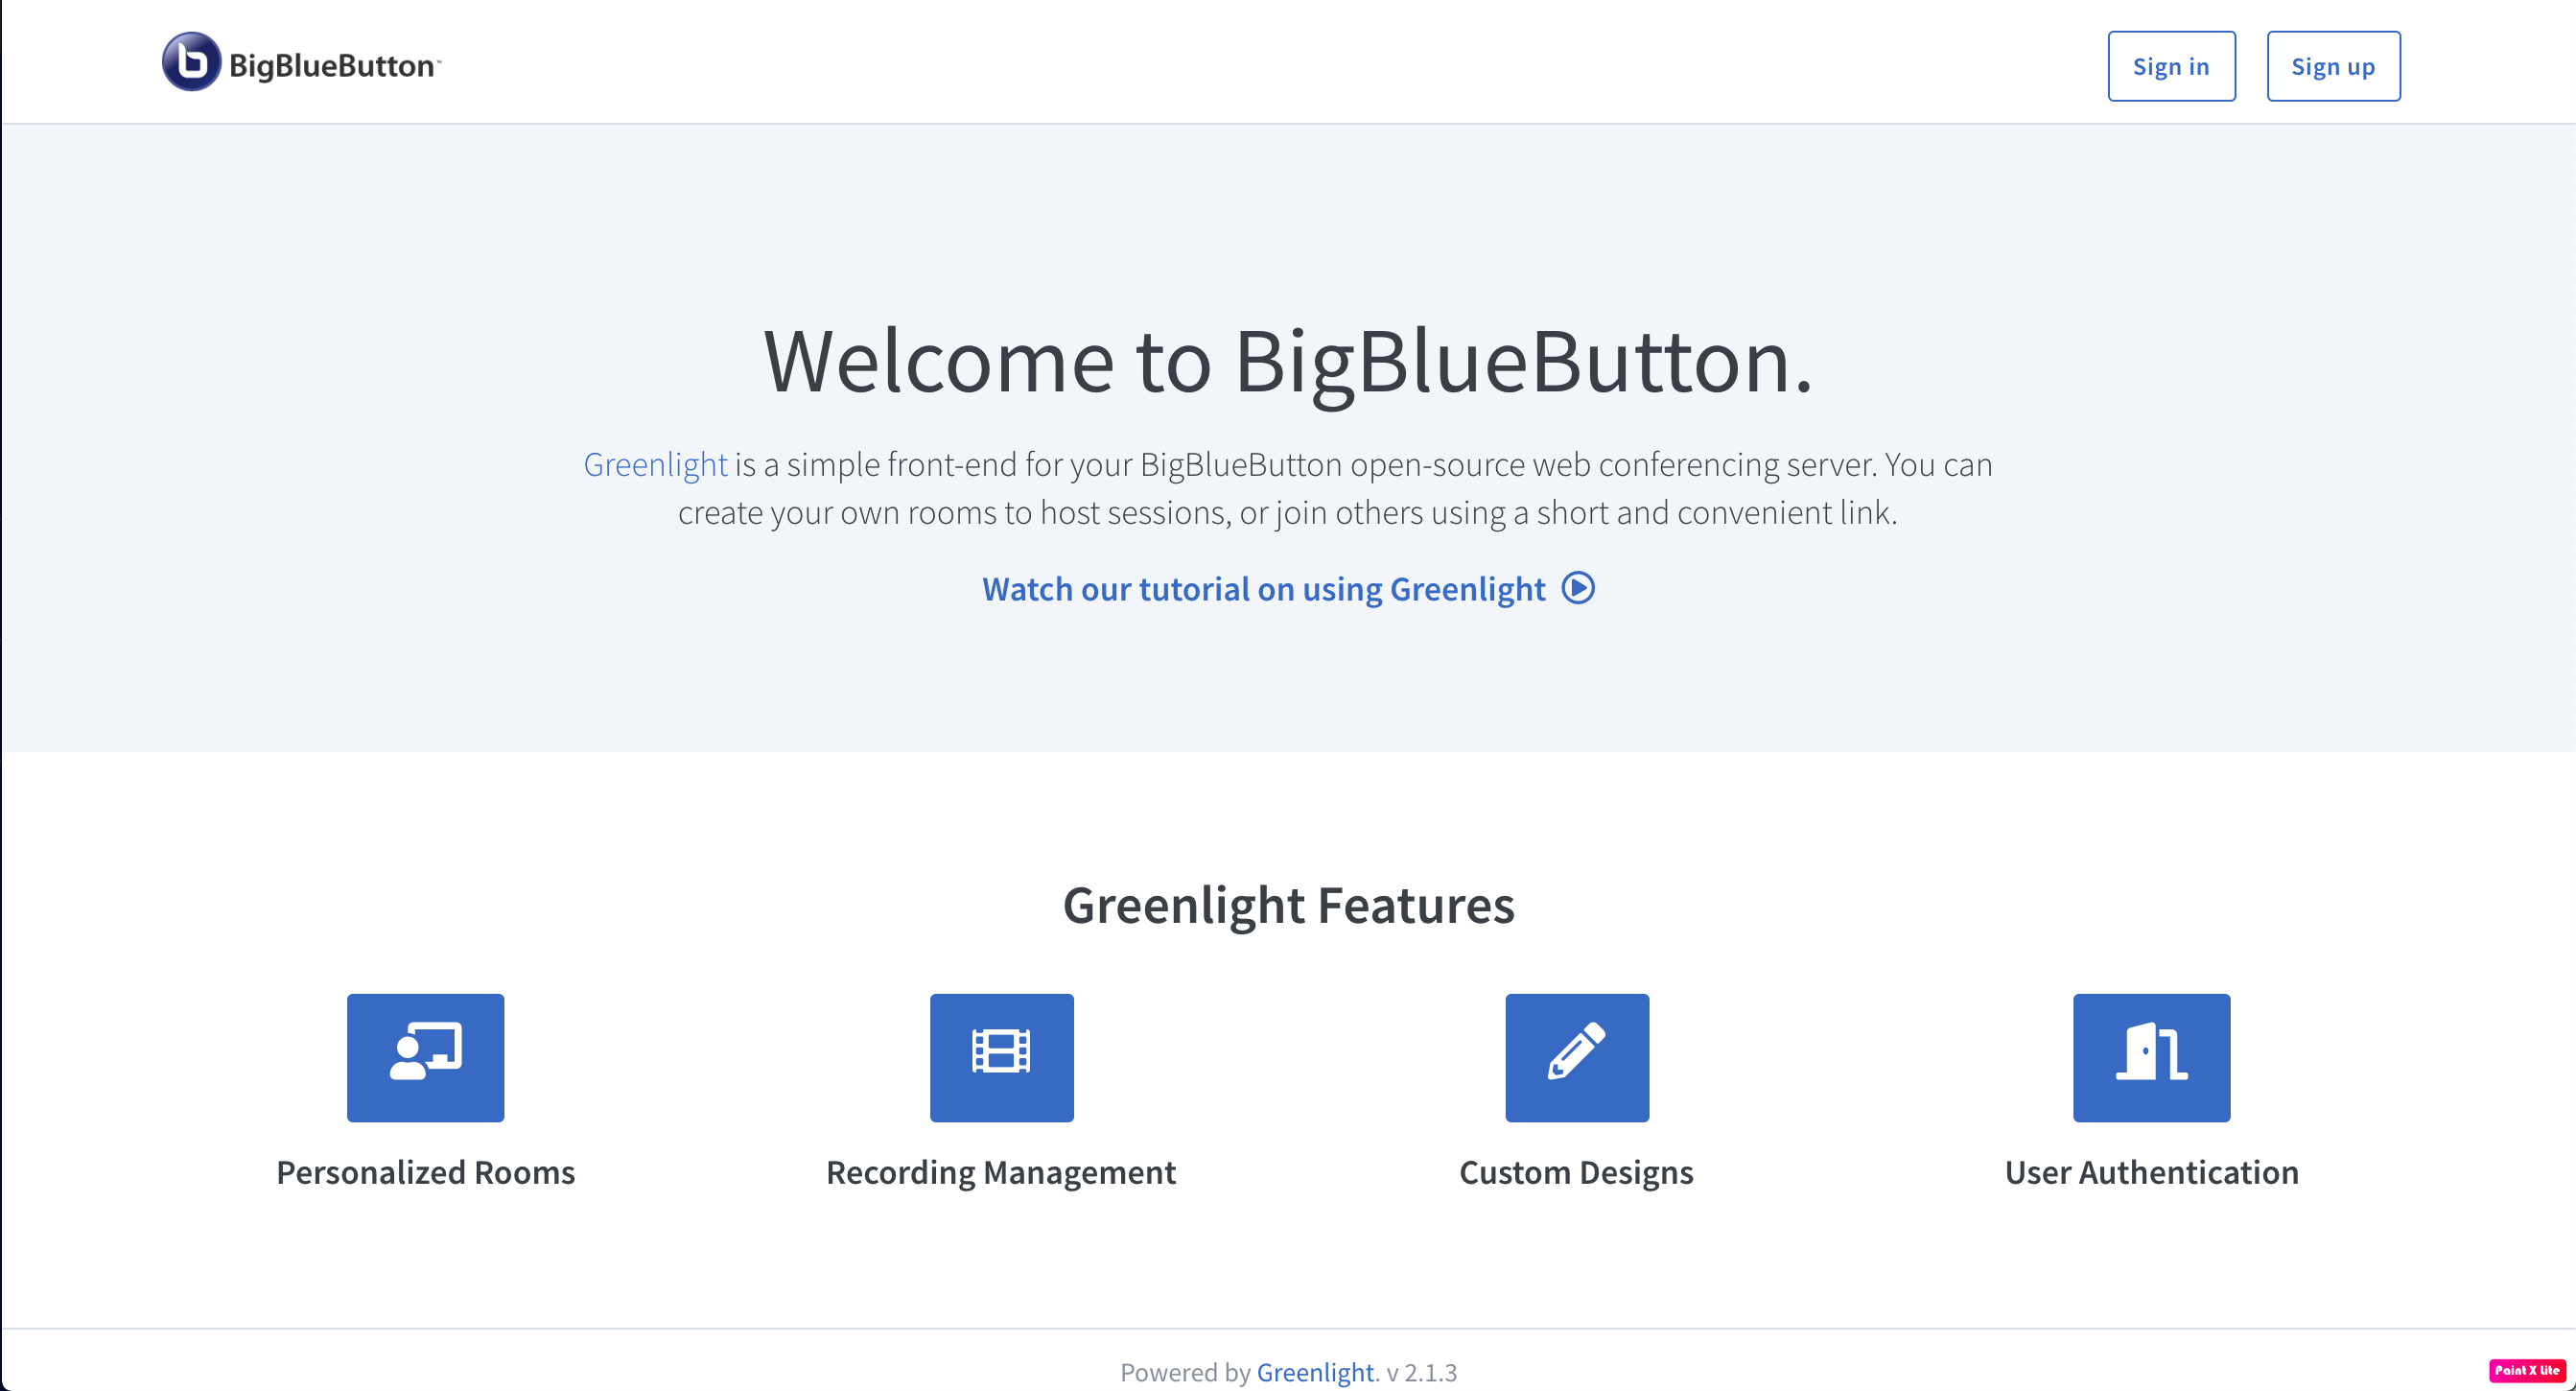 BigBlueButton™
Sign in
Sign up
Welcome to BigBlueButton.
Greenlight is a simple front-end for your BigBlueButton open-source web conferencing server. You can
create your own rooms to host sessions, or join others using a short and convenient link.
Watch our tutorial on using Greenlight
Greenlight Features
Personalized Rooms
Recording Management
Custom Designs
User Authentication
Powered by Greenlight. v 2.1.3
Paint X Lite